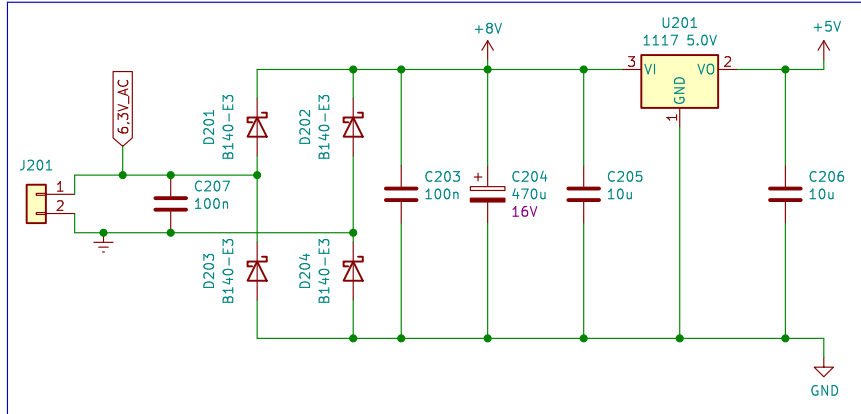 +8V
U201
1117 5.0V
+5V
3
VI
VO
2
GND
1
6.3V_AC
D201
B140-E3
D202
B140-E3
J201
1
2
C207
100n
C203
100n
+
C204
470u
16V
C205
10u
C206
10u
D203
B140-E3
D204
B140-E3
GND